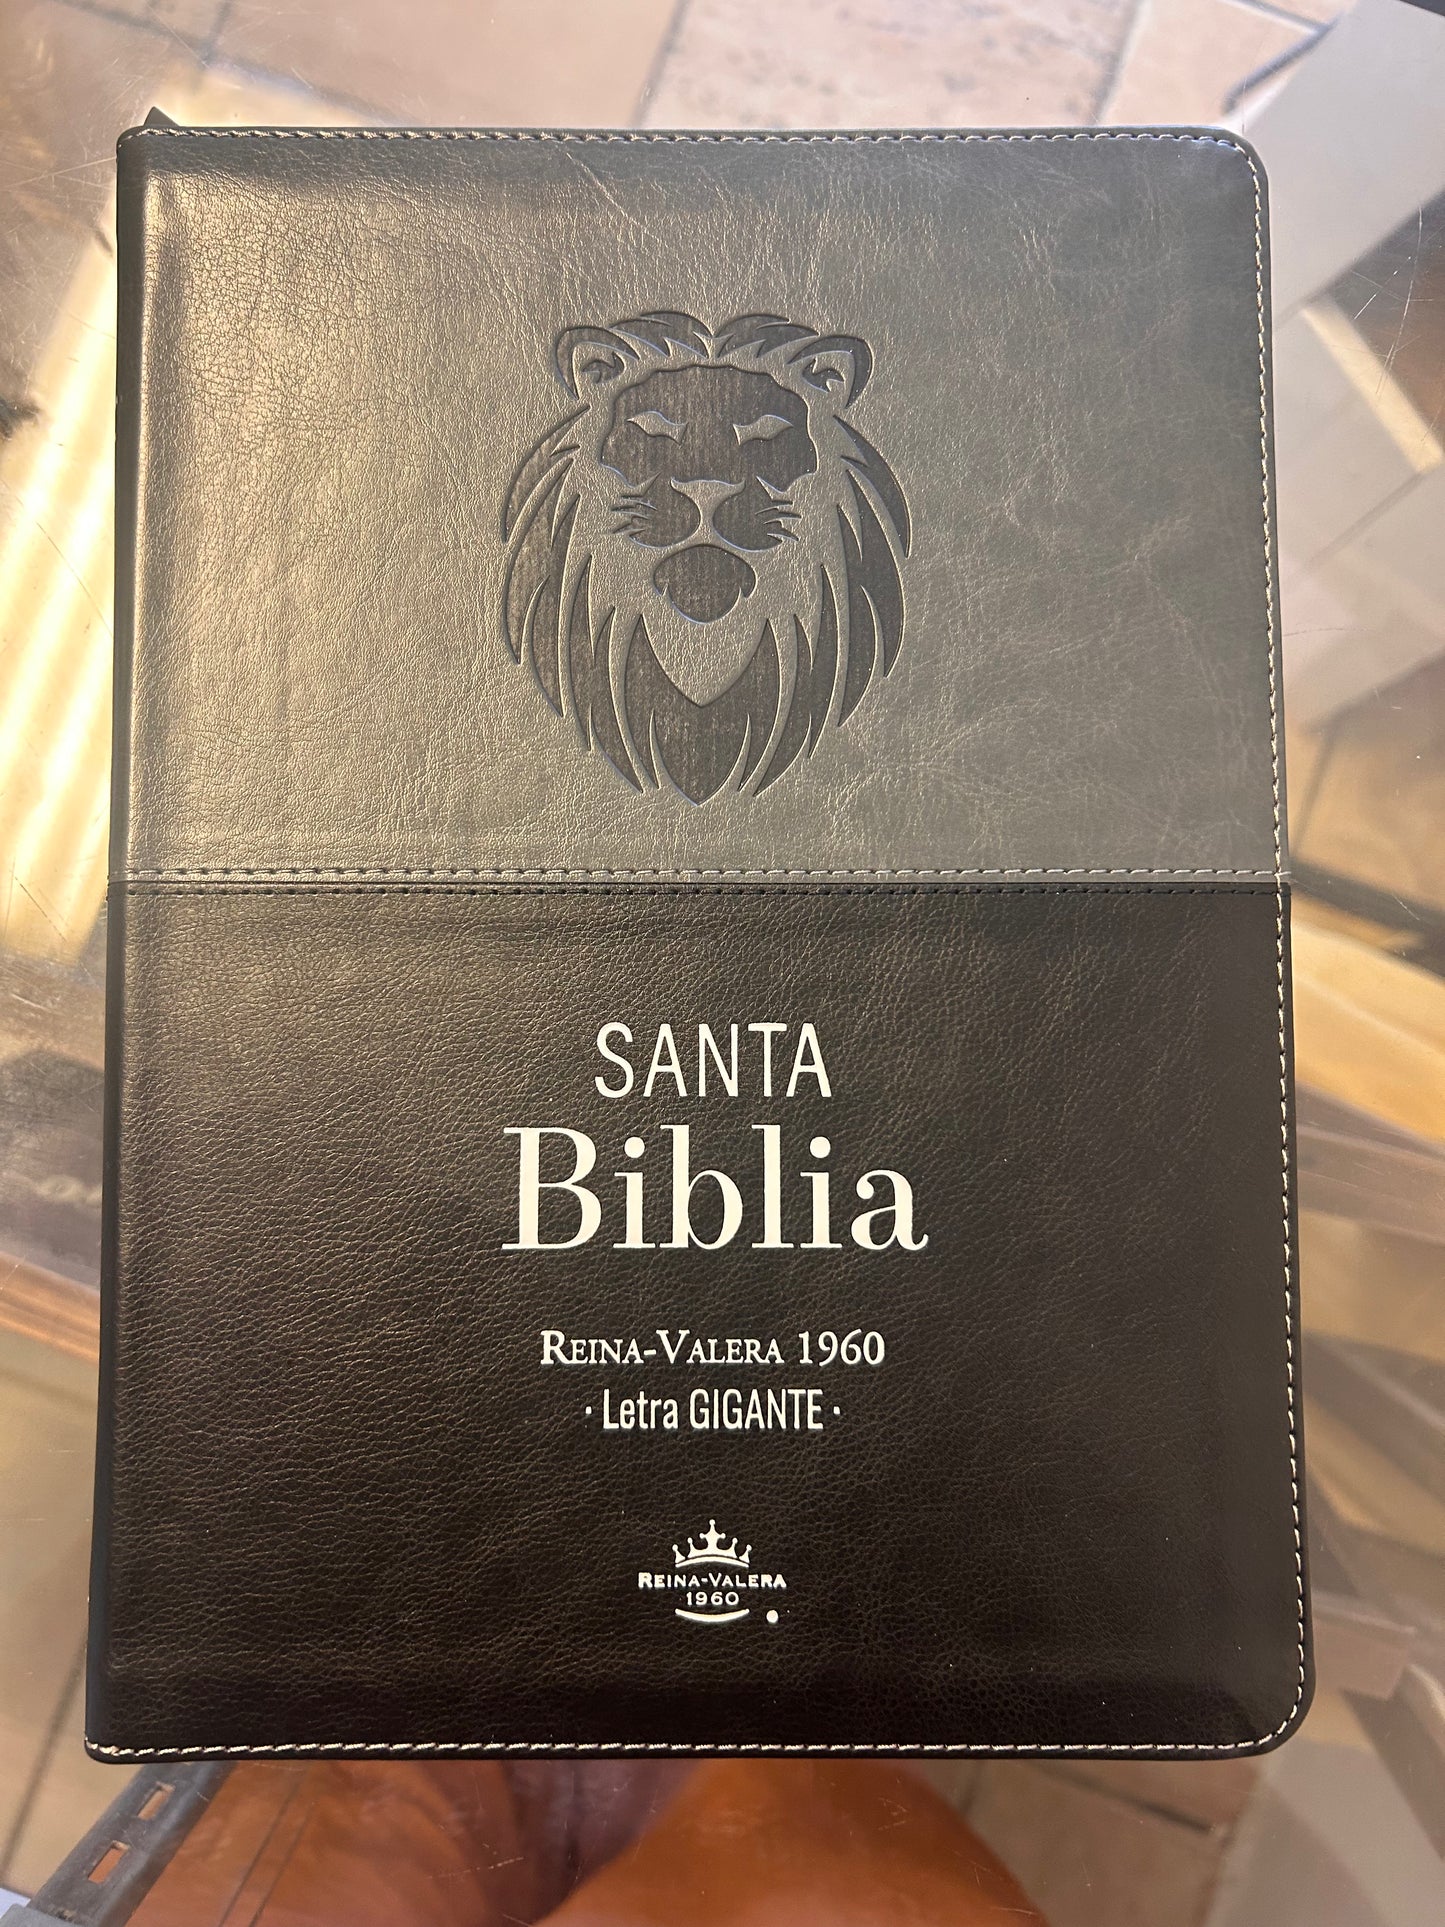 SANTA
Biblia
REINA-VALERA 1960
· Letra GIGANTE ·
REINA-VALERA
1960